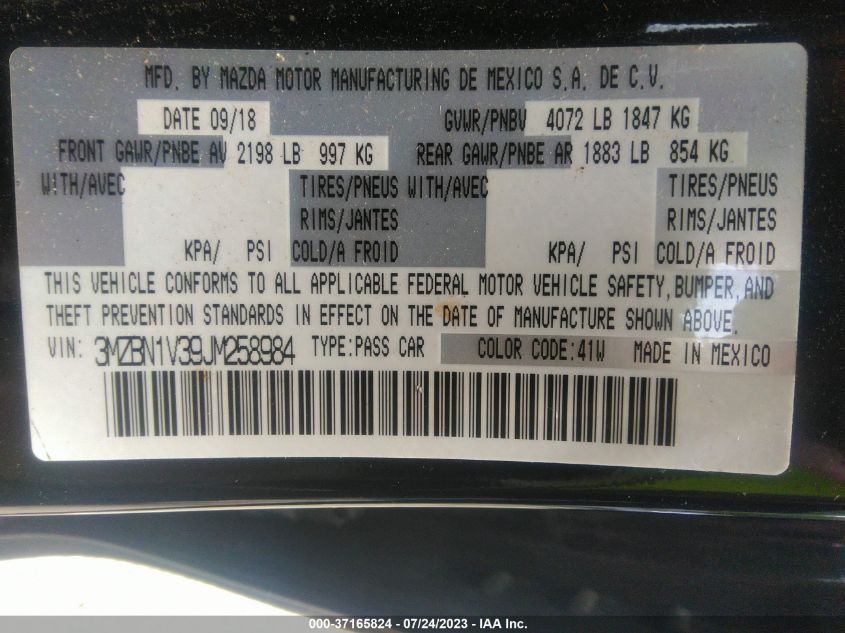 MFD. BY MAZDA MOTOR MANUFACTURING DE MEXICO S.A. DE C.V.
DATE 09/18 GVWR/PNBV 4072 LB 1847 KG
FRONT GAWR/PNBE AV 2198 LB 997 KG REAR GAWR/PNBE AR 1883 LB 854 KG
WITH/AVEC TIRES/PNEUS WITH/AVEC TIRES/PNEUS
RIMS/JANTES RIMS/JANTES
KPA/ PSI COLD/A FROID KPA/ PSI COLD/A FROID
THIS VEHICLE CONFORMS TO ALL APPLICABLE FEDERAL MOTOR VEHICLE SAFETY, BUMPER, AND
THEFT PREVENTION STANDARDS IN EFFECT ON THE DATE OF MANUFACTURE SHOWN ABOVE.
VIN: 3MZBN1V39JM258984 TYPE:PASS CAR COLOR CODE:41W MADE IN MEXICO
000-37165824 - 07/24/2023 - IAA Inc.